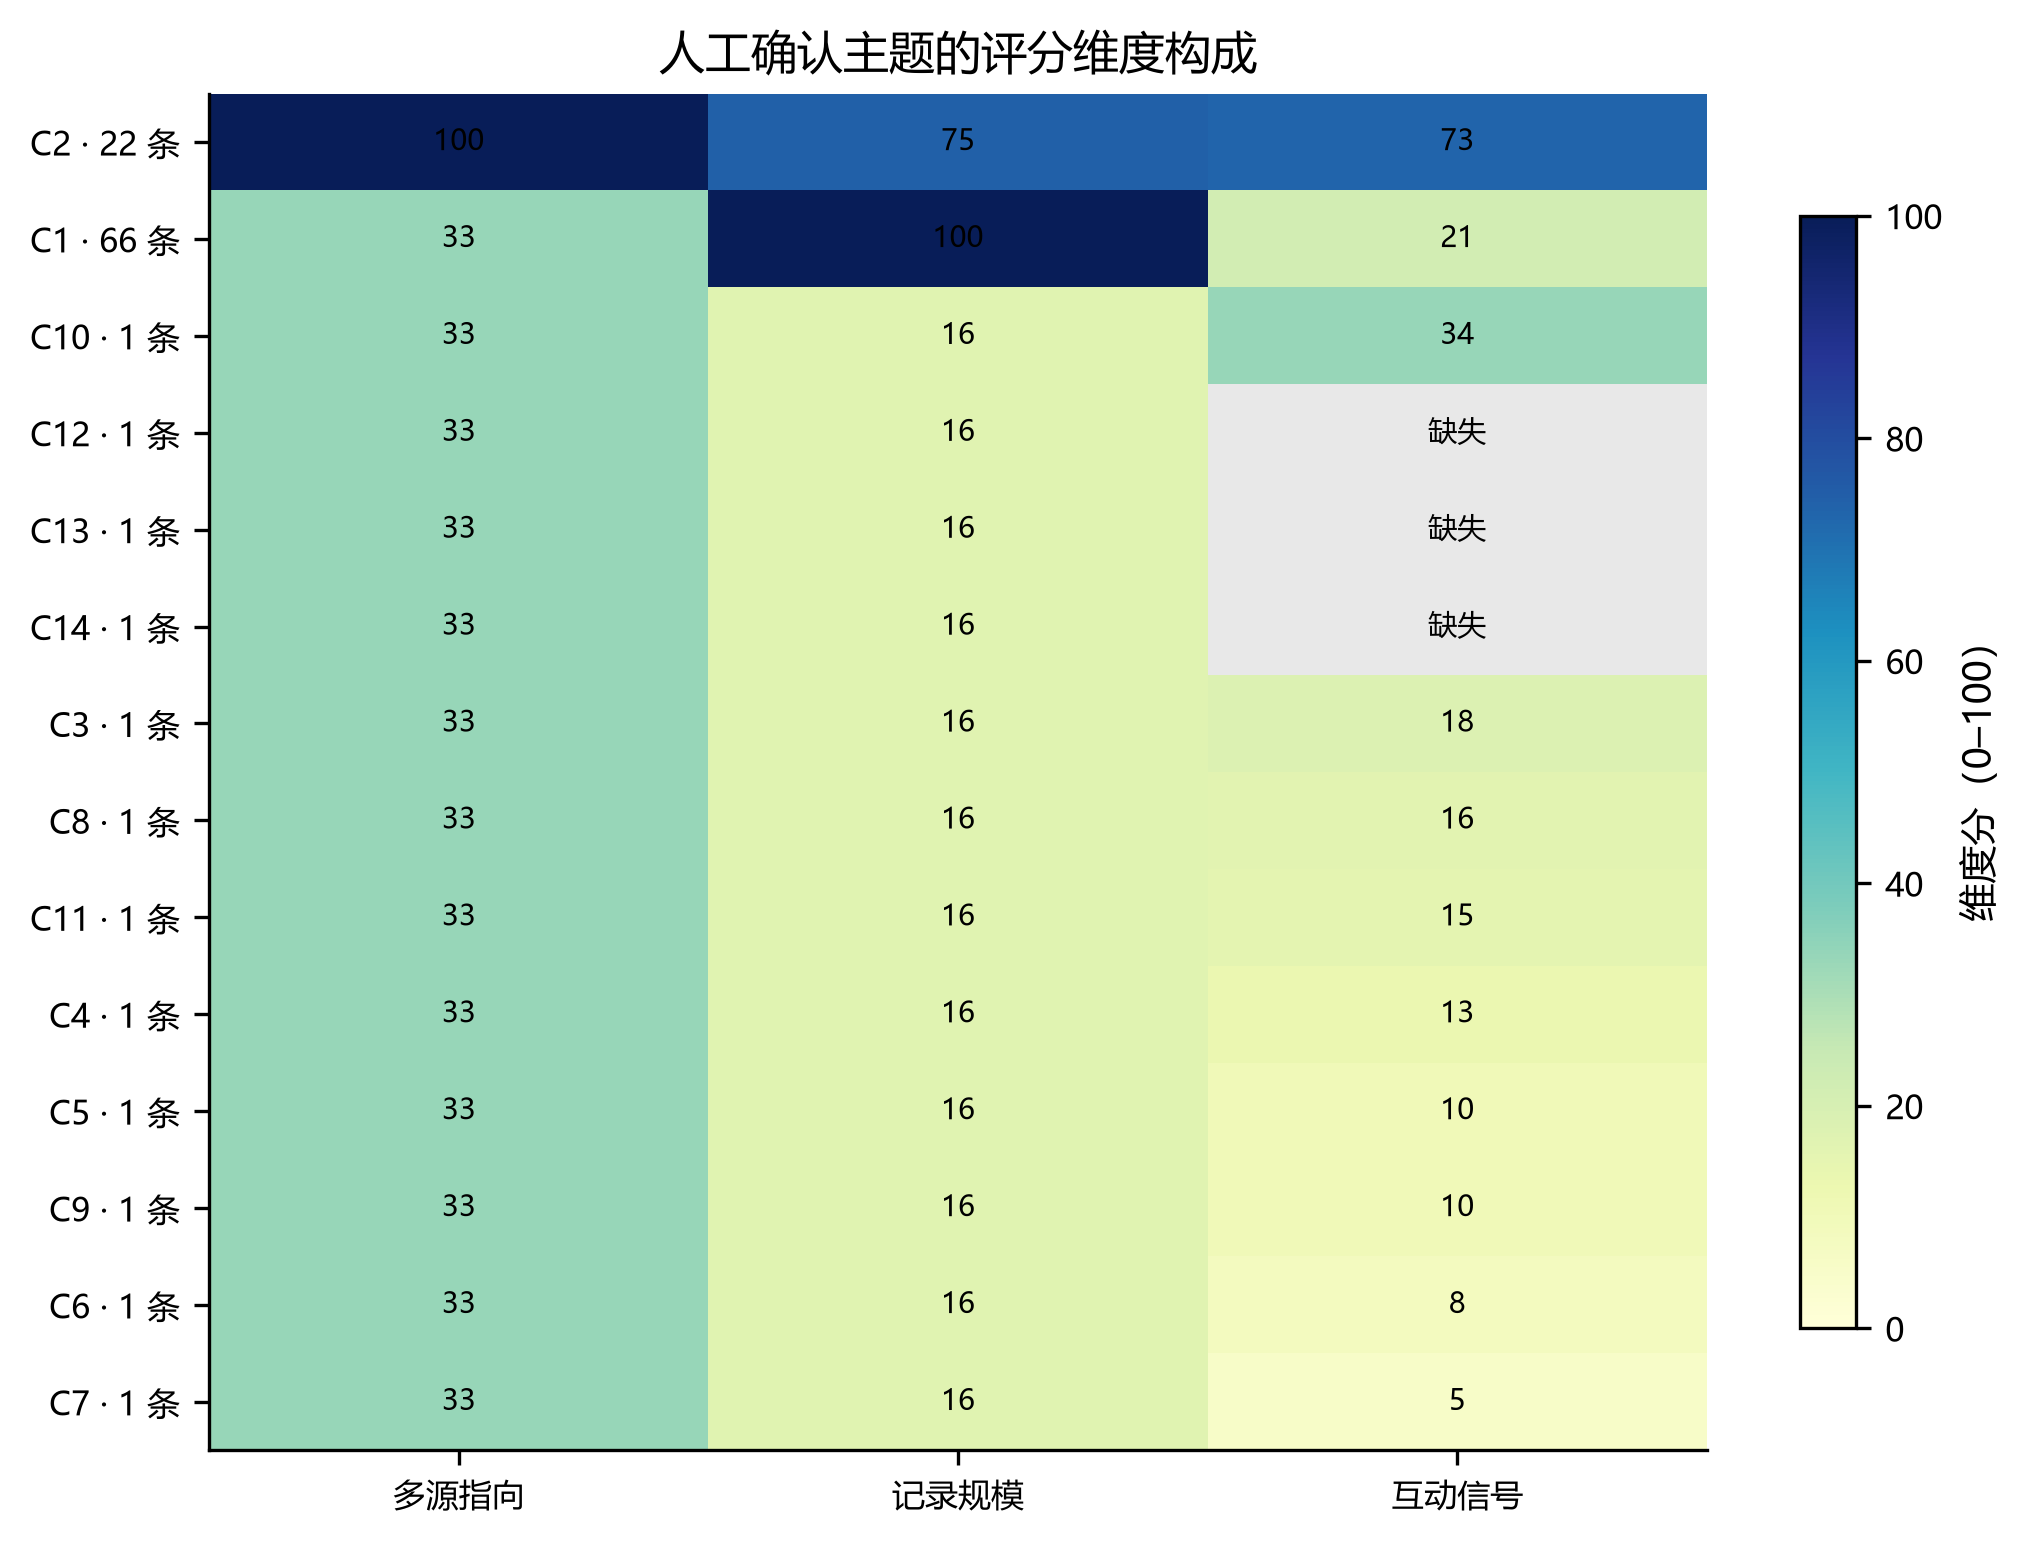 人工确认主题的评分维度构成
C2 · 22 条 100 75 73
C1 · 66 条 33 100 21
C10 · 1 条 33 16 34
C12 · 1 条 33 16 缺失
C13 · 1 条 33 16 缺失
C14 · 1 条 33 16 缺失
C3 · 1 条 33 16 18
C8 · 1 条 33 16 16
C11 · 1 条 33 16 15
C4 · 1 条 33 16 13
C5 · 1 条 33 16 10
C9 · 1 条 33 16 10
C6 · 1 条 33 16 8
C7 · 1 条 33 16 5
多源指向 记录规模 互动信号
100
80
60
40
20
0
维度分（0–100）